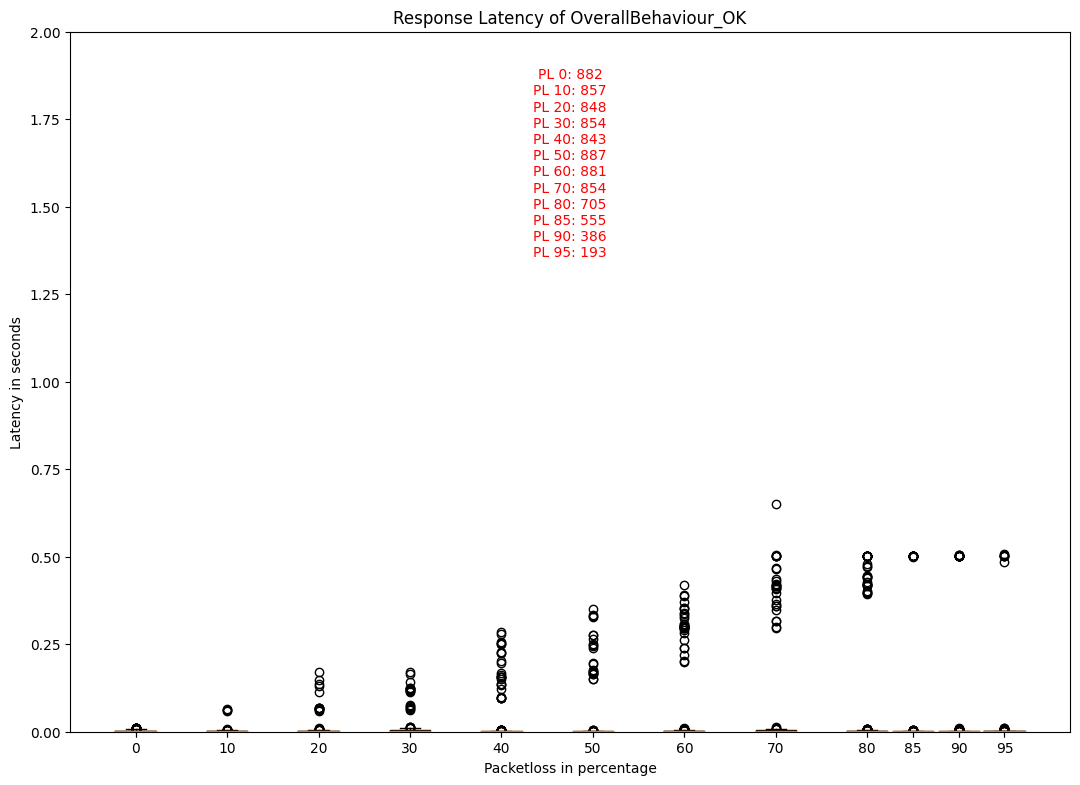 Response Latency of OverallBehaviour_OK
2.00
1.75
1.50
1.25
1.00
0.75
0.50
0.25
0.00
Latency in seconds
PL 0: 882
PL 10: 857
PL 20: 848
PL 30: 854
PL 40: 843
PL 50: 887
PL 60: 881
PL 70: 854
PL 80: 705
PL 85: 555
PL 90: 386
PL 95: 193
0 10 20 30 40 50 60 70 80 85 90 95
Packetloss in percentage